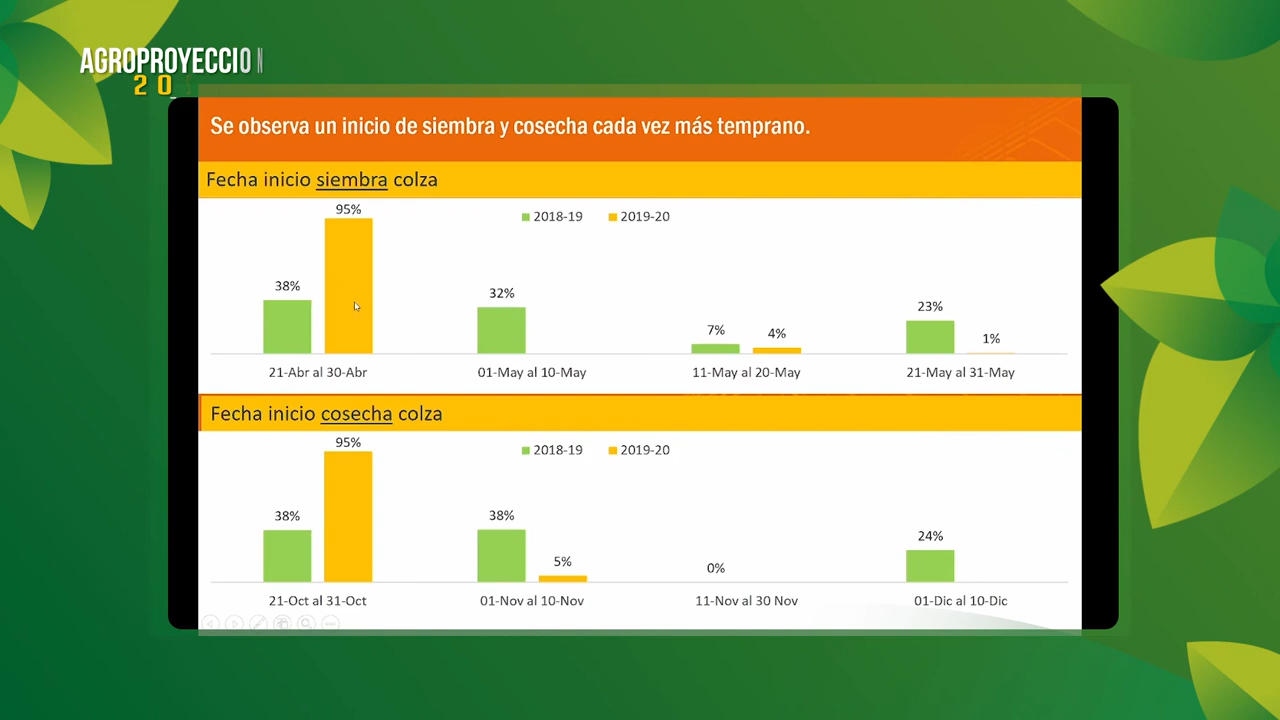 AGROPROYECCION
20
Se observa un inicio de siembra y cosecha cada vez más temprano.
Fecha inicio siembra colza
2018-19 2019-20
95%
38%
32%
7%
4%
23%
1%
21-Abr al 30-Abr 01-May al 10-May 11-May al 20-May 21-May al 31-May
Fecha inicio cosecha colza
2018-19 2019-20
95%
38%
38%
5%
0%
24%
21-Oct al 31-Oct 01-Nov al 10-Nov 11-Nov al 30 Nov 01-Dic al 10-Dic